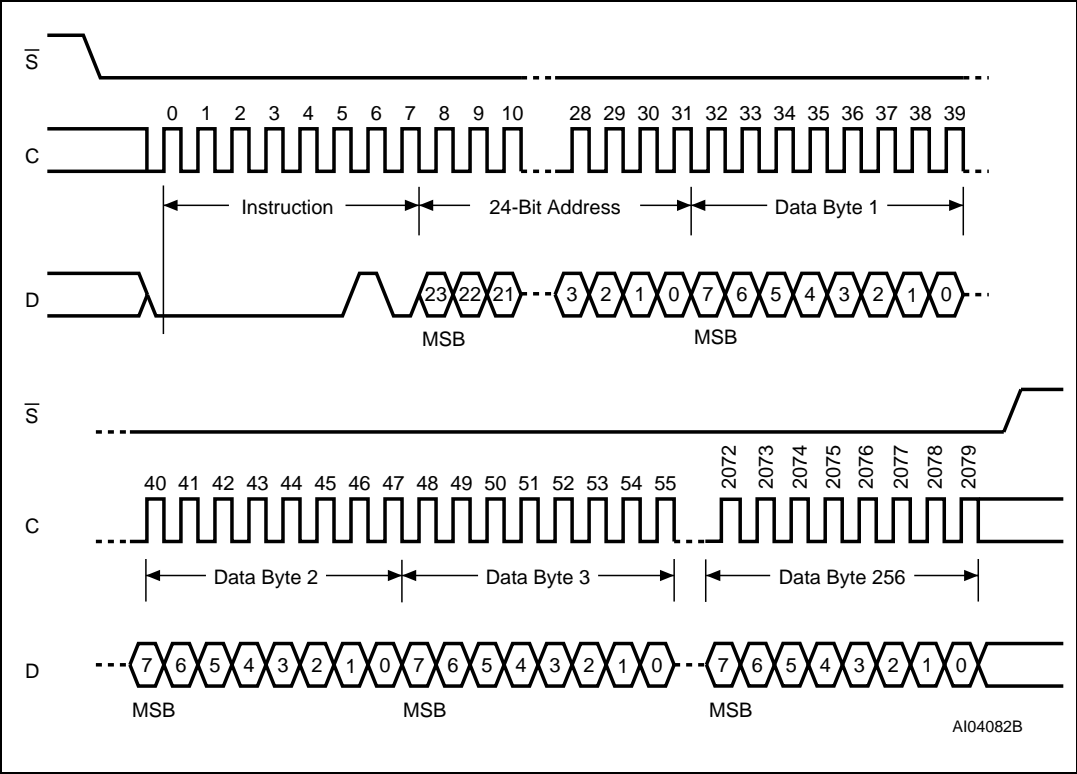 S̅
0 1 2 3 4 5 6 7 8 9 10 28 29 30 31 32 33 34 35 36 37 38 39
C
Instruction 24-Bit Address Data Byte 1
D
23 22 21 3 2 1 0 7 6 5 4 3 2 1 0
MSB MSB
S̅
2072 2073 2074 2075 2076 2077 2078 2079
40 41 42 43 44 45 46 47 48 49 50 51 52 53 54 55
C
Data Byte 2 Data Byte 3 Data Byte 256
D
7 6 5 4 3 2 1 0 7 6 5 4 3 2 1 0 7 6 5 4 3 2 1 0
MSB MSB MSB
AI04082B